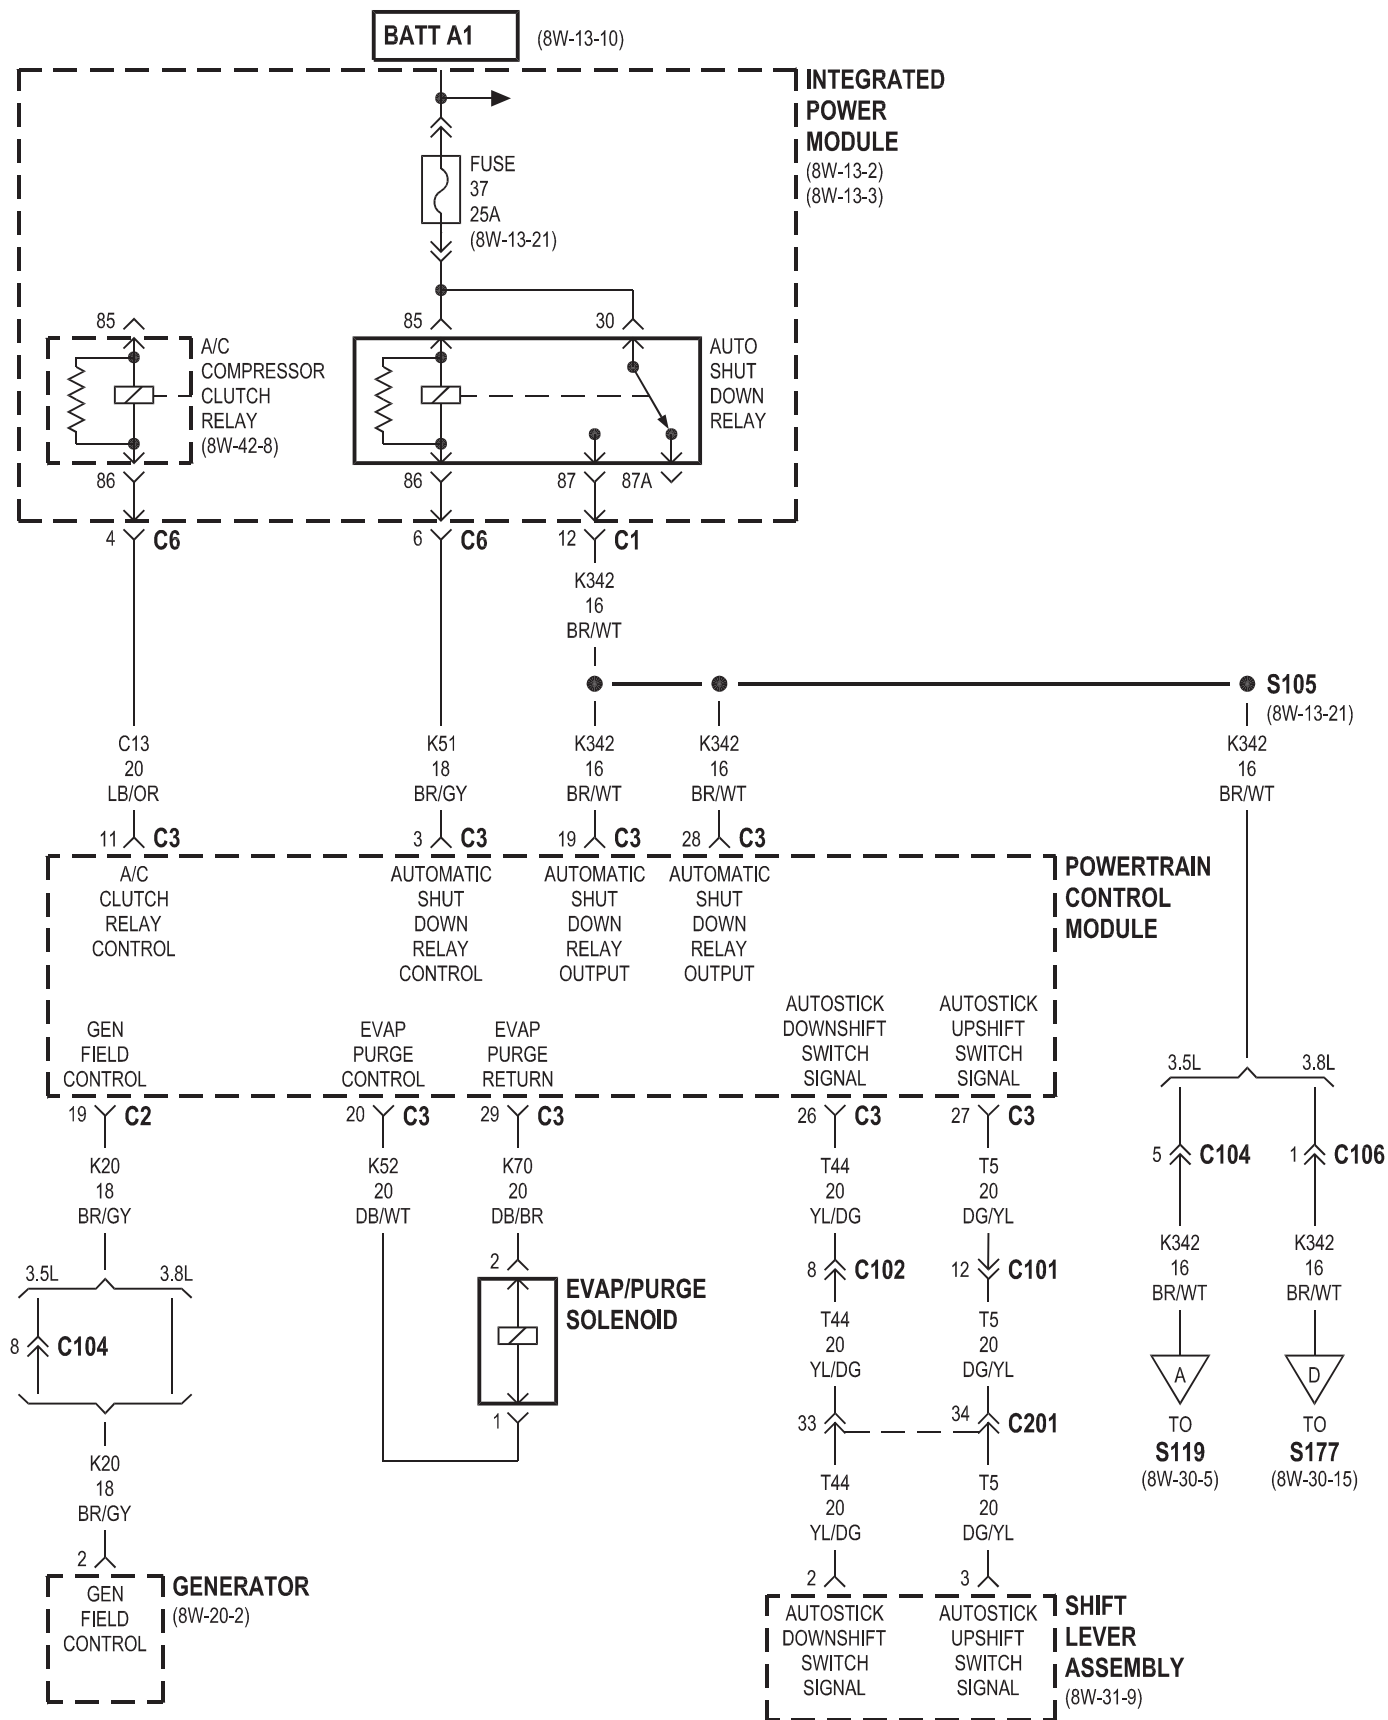 BATT A1
(8W-13-10)
INTEGRATED
POWER
MODULE
(8W-13-2)
(8W-13-3)
FUSE
37
25A
(8W-13-21)
85
85
30
A/C
COMPRESSOR
CLUTCH
RELAY
(8W-42-8)
AUTO
SHUT
DOWN
RELAY
86
86
87
87A
4
C6
6
C6
12
C1
K342
16
BR/WT
S105
(8W-13-21)
C13
20
LB/OR
K51
18
BR/GY
K342
16
BR/WT
K342
16
BR/WT
K342
16
BR/WT
11
C3
3
C3
19
C3
28
C3
POWERTRAIN
CONTROL
MODULE
A/C
CLUTCH
RELAY
CONTROL
AUTOMATIC
SHUT
DOWN
RELAY
CONTROL
AUTOMATIC
SHUT
DOWN
RELAY
OUTPUT
AUTOMATIC
SHUT
DOWN
RELAY
OUTPUT
GEN
FIELD
CONTROL
EVAP
PURGE
CONTROL
EVAP
PURGE
RETURN
AUTOSTICK
DOWNSHIFT
SWITCH
SIGNAL
AUTOSTICK
UPSHIFT
SWITCH
SIGNAL
3.5L
3.8L
19
C2
20
C3
29
C3
26
C3
27
C3
5
C104
1
C106
K20
18
BR/GY
K52
20
DB/WT
K70
20
DB/BR
T44
20
YL/DG
T5
20
DG/YL
K342
16
BR/WT
K342
16
BR/WT
3.5L
3.8L
2
8
C102
12
C101
EVAP/PURGE
SOLENOID
8
C104
T44
20
YL/DG
T5
20
DG/YL
A
D
1
33
34
C201
TO
S119
(8W-30-5)
TO
S177
(8W-30-15)
K20
18
BR/GY
T44
20
YL/DG
T5
20
DG/YL
2
2
3
GEN
FIELD
CONTROL
GENERATOR
(8W-20-2)
AUTOSTICK
DOWNSHIFT
SWITCH
SIGNAL
AUTOSTICK
UPSHIFT
SWITCH
SIGNAL
SHIFT
LEVER
ASSEMBLY
(8W-31-9)